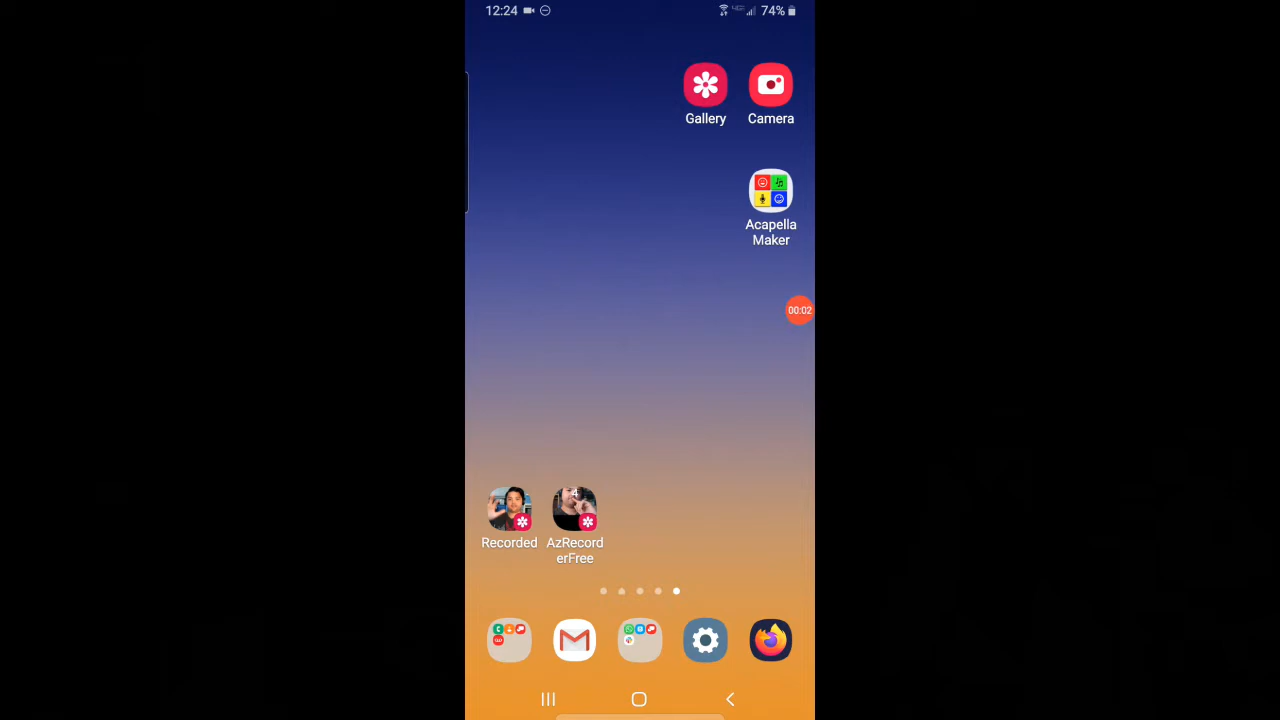 12:24
74%
Gallery
Camera
Acapella
Maker
00:02
Recorded
AzRecord
erFree